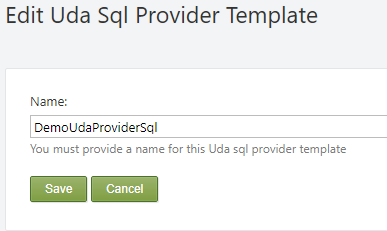 Edit Uda Sql Provider Template
Name:
DemoUdaProviderSql
You must provide a name for this Uda sql provider template
Save Cancel